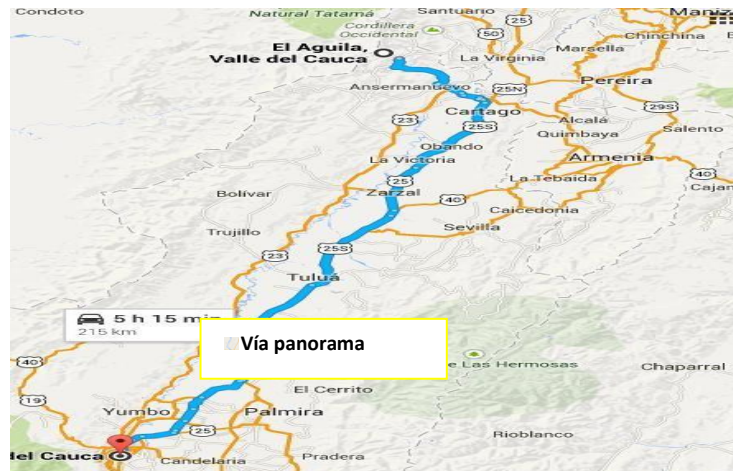 Condoto
Natural Tatamá
Santuario
25
Maniz
Cordillera
Occidental
50
Chinchina
El Aguila,
Valle del Cauca
La Virginia
Marsella
Ansermanuevo
25N
Pereira
Cartago
29S
23
25S
Alcalá
Salento
Obando
Quimbaya
La Victoria
Armenia
25
La Tebaida
40
Bolívar
Zarzal
40
Cajan
Caicedonia
Trujillo
Sevilla
25S
23
Tuluá
5 h 15 min
215 km
Vía panorama
40
e Las Hermosas
Chaparral
19
El Cerrito
Yumbo
Palmira
25
Rioblanco
del Cauca
Candelaria
Pradera